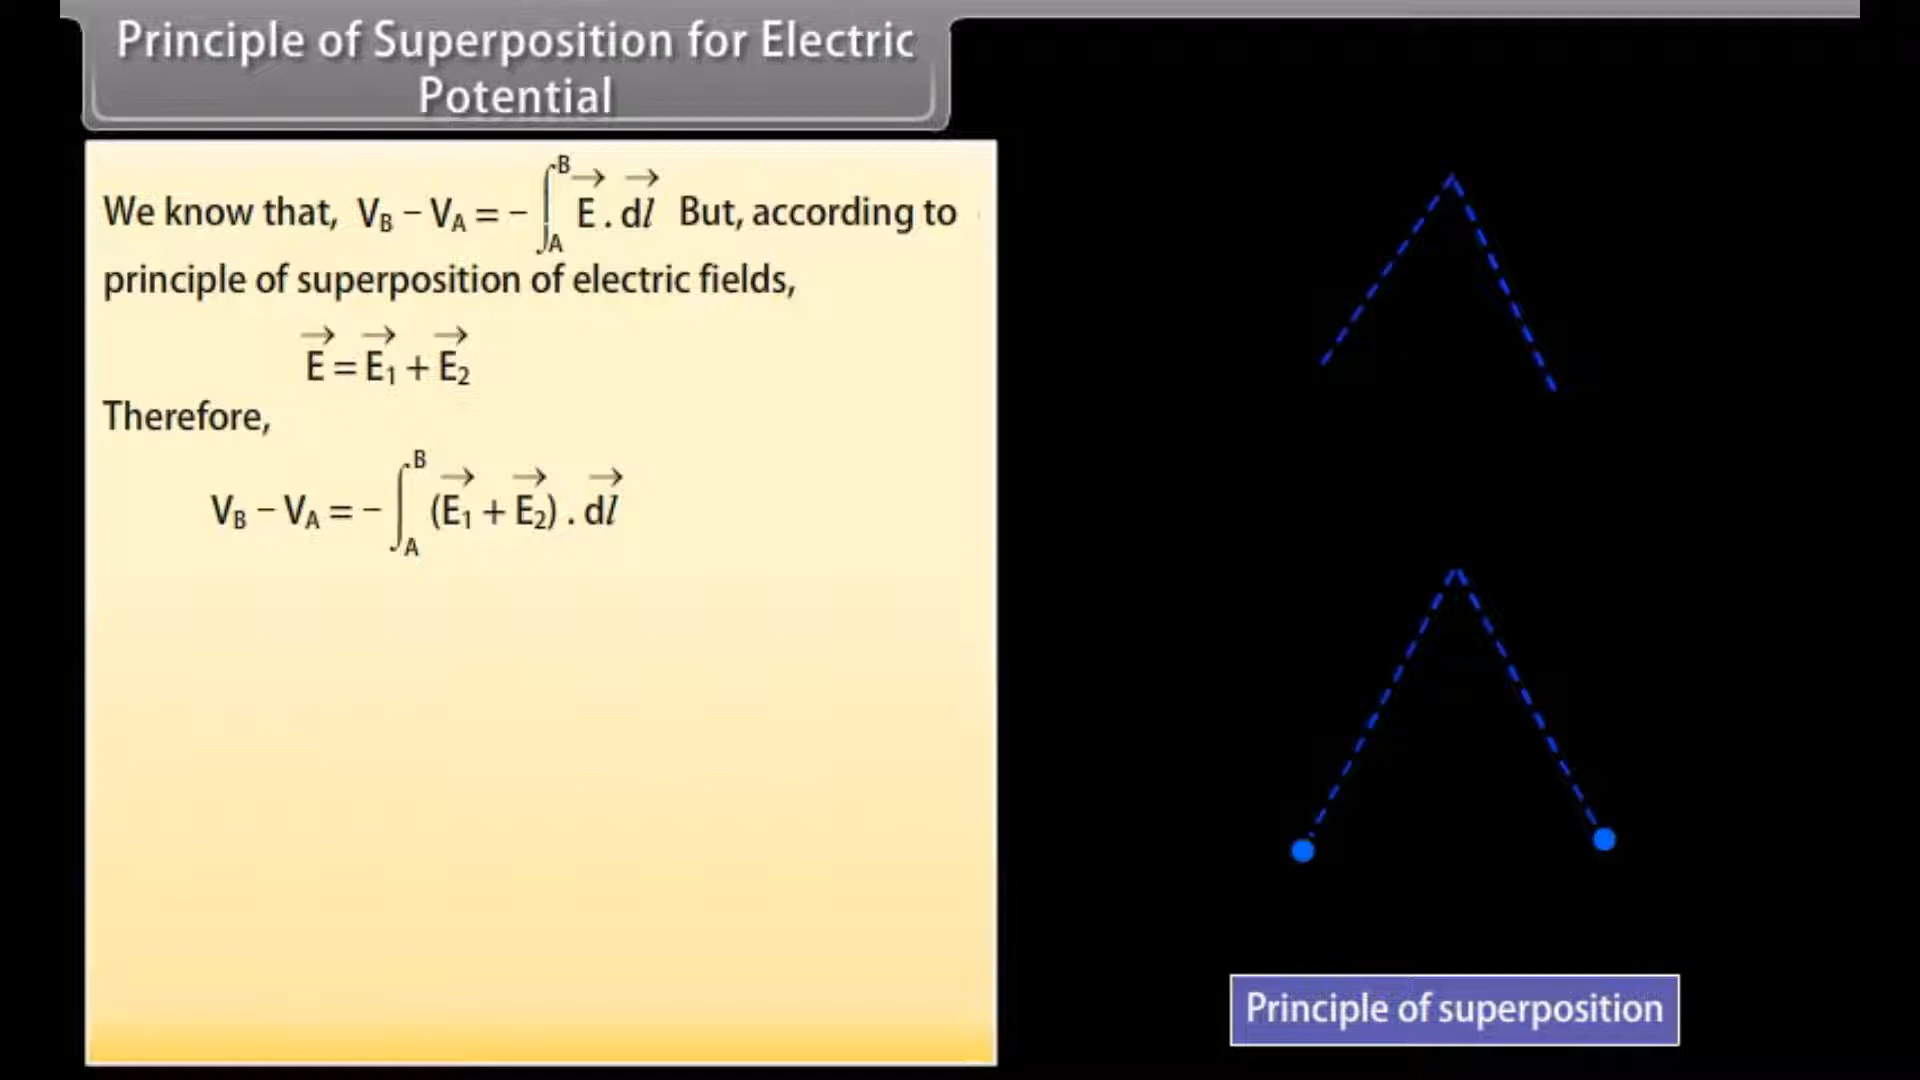 Principle of Superposition for Electric
Potential
We know that, V_B − V_A = − ∫_A^B E⃗ . dl⃗ But, according to
principle of superposition of electric fields,
E⃗ = E⃗₁ + E⃗₂
Therefore,
V_B − V_A = − ∫_A^B (E⃗₁ + E⃗₂) . dl⃗
Principle of superposition